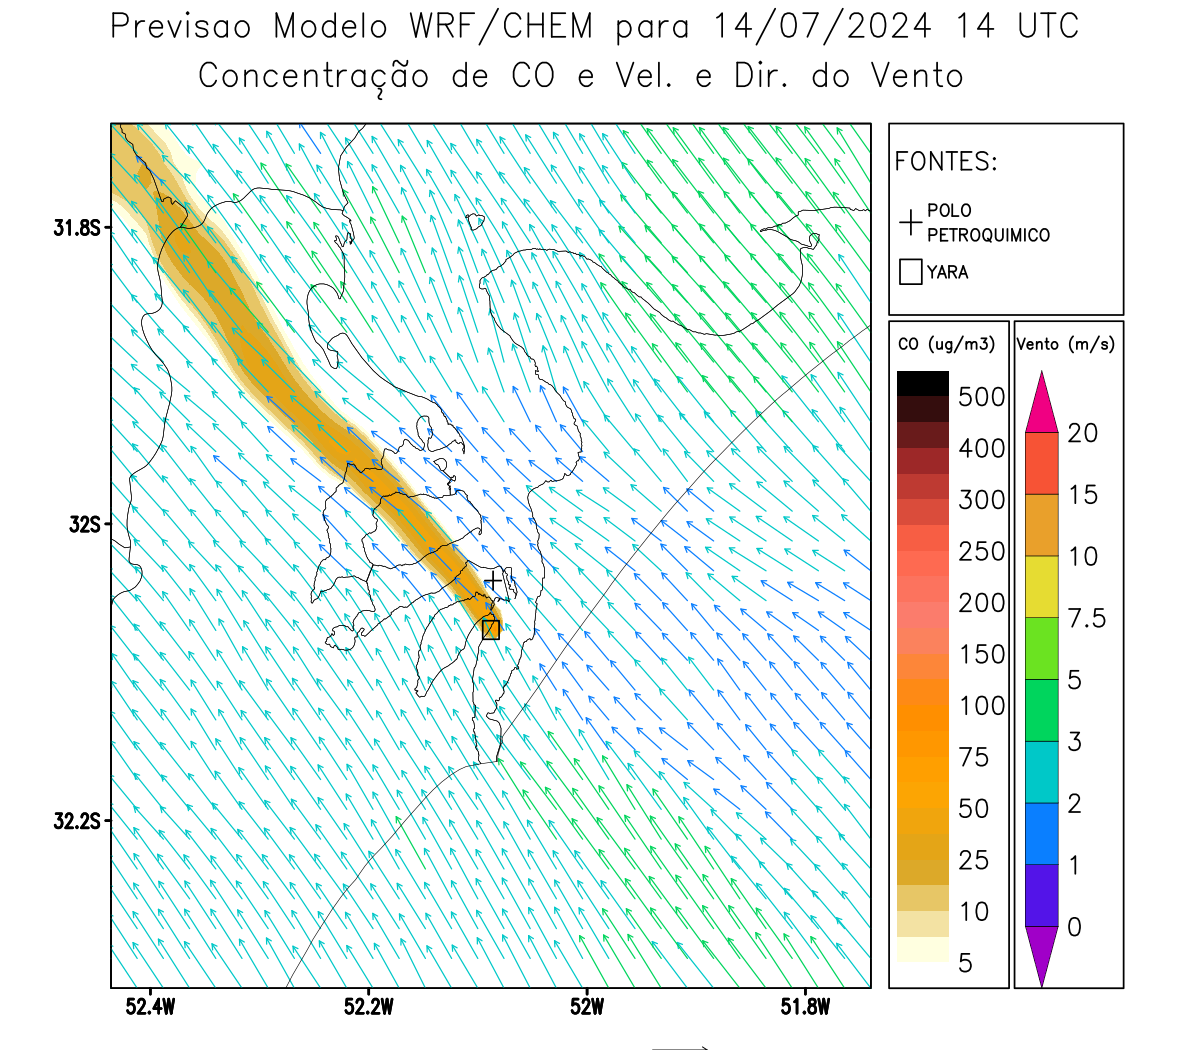 Previsao Modelo WRF/CHEM para 14/07/2024 14 UTC
Concentração de CO e Vel. e Dir. do Vento
FONTES:
POLO
PETROQUIMICO
YARA
CO (ug/m3)
500
400
300
250
200
150
100
75
50
25
10
5
Vento (m/s)
20
15
10
7.5
5
3
2
1
0
31.8S
32S
32.2S
52.4W
52.2W
52W
51.8W